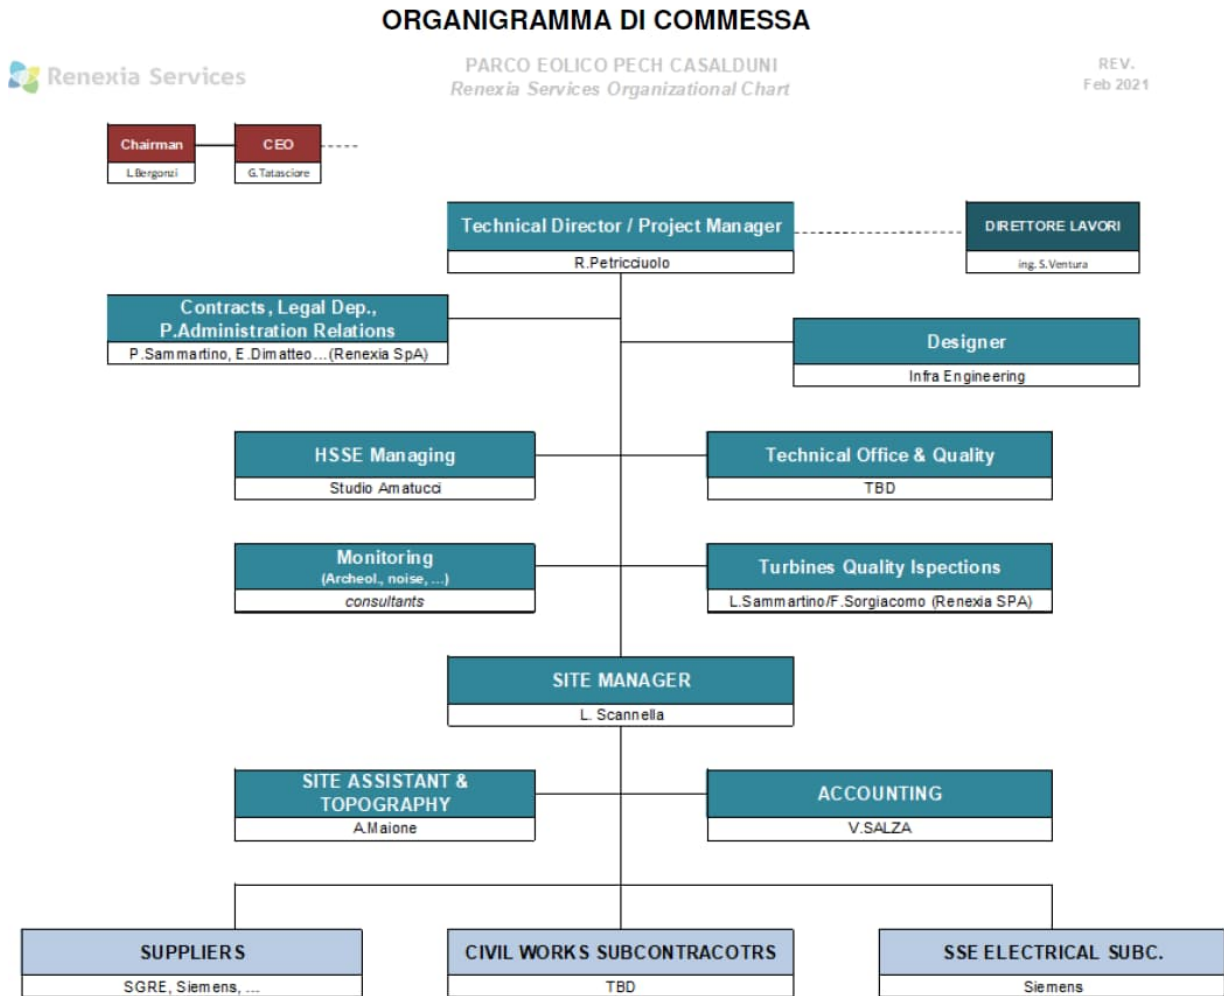 ORGANIGRAMMA DI COMMESSA
Renexia Services
PARCO EOLICO PECH CASALDUNI
Renexia Services Organizational Chart
REV.
Feb 2021
Chairman
L.Bergonzi
CEO
G.Tatasciore
Technical Director / Project Manager
R.Petricciuolo
DIRETTORE LAVORI
ing. S.Ventura
Contracts, Legal Dep.,
P.Administration Relations
P.Sammartino, E.Dimatteo...(Renexia SpA)
Designer
Infra Engineering
HSSE Managing
Studio Amatucci
Technical Office & Quality
TBD
Monitoring
(Archeol., noise, ...)
consultants
Turbines Quality Ispections
L.Sammartino/F.Sorgiacomo (Renexia SPA)
SITE MANAGER
L. Scannella
SITE ASSISTANT &
TOPOGRAPHY
A.Maione
ACCOUNTING
V.SALZA
SUPPLIERS
SGRE, Siemens, ...
CIVIL WORKS SUBCONTRACOTRS
TBD
SSE ELECTRICAL SUBC.
Siemens